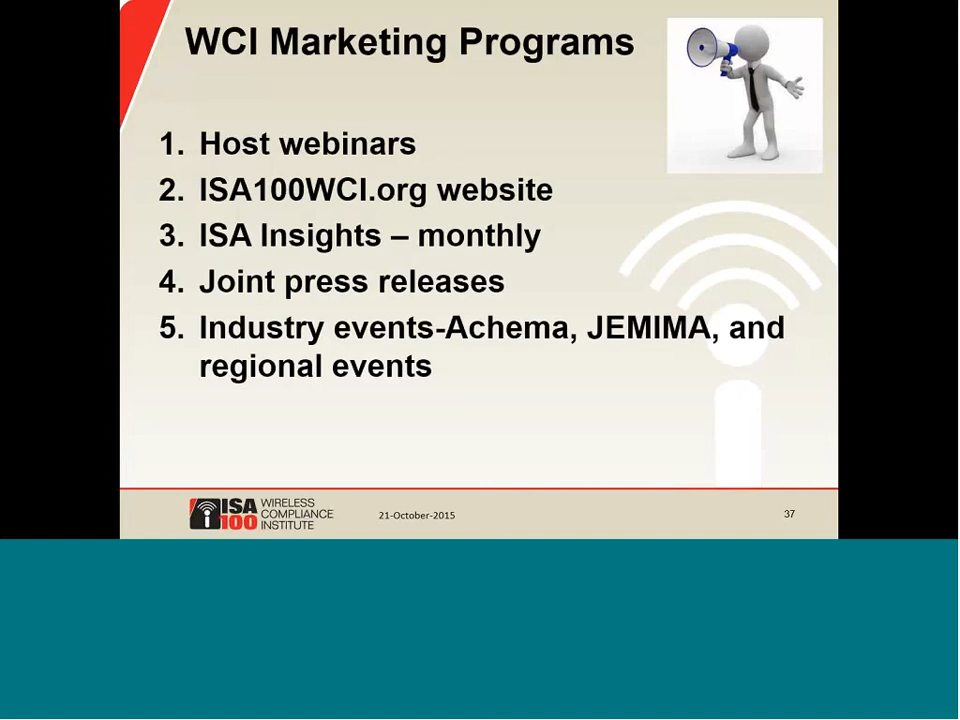 WCI Marketing Programs
1. Host webinars
2. ISA100WCI.org website
3. ISA Insights – monthly
4. Joint press releases
5. Industry events-Achema, JEMIMA, and
regional events
ISA
100
WIRELESS
COMPLIANCE
INSTITUTE
21-October-2015
37